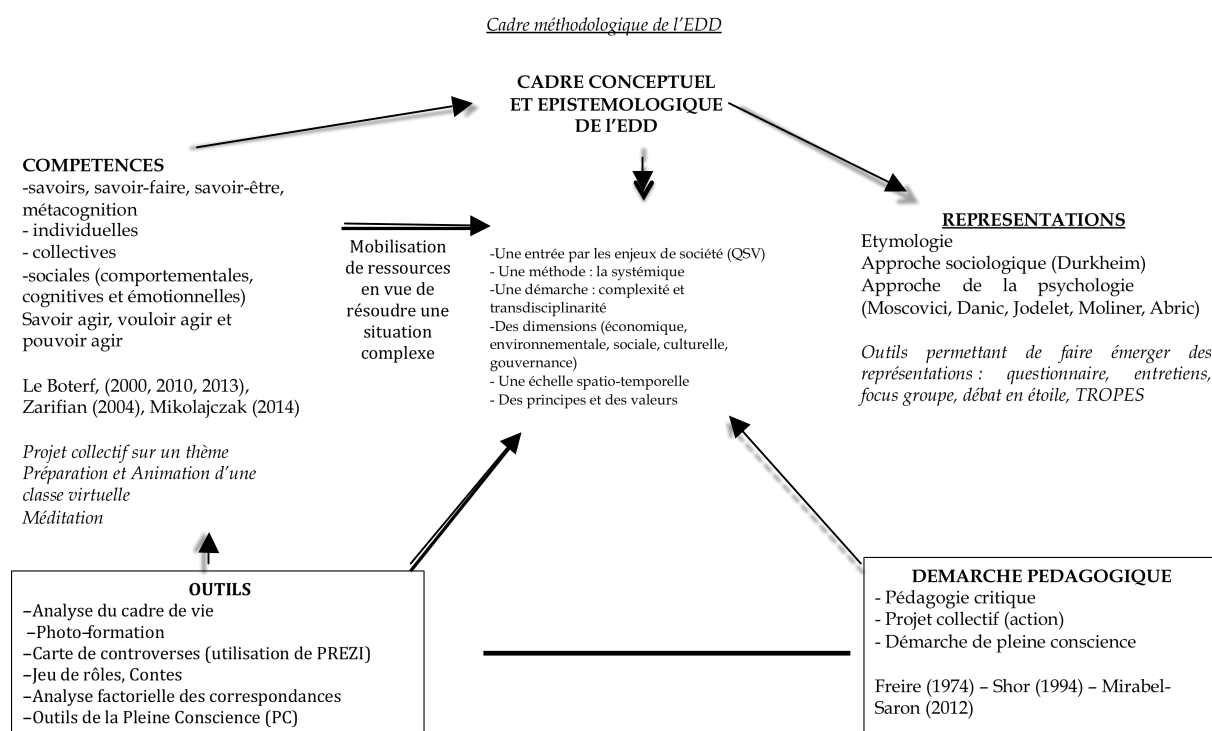 Cadre méthodologique de l'EDD
CADRE CONCEPTUEL
ET EPISTEMOLOGIQUE
DE l'EDD
COMPETENCES
-savoirs, savoir-faire, savoir-être,
métacognition
- individuelles
- collectives
-sociales (comportementales,
cognitives et émotionnelles)
Savoir agir, vouloir agir et
pouvoir agir
Le Boterf, (2000, 2010, 2013),
Zarifian (2004), Mikolajczak (2014)
Projet collectif sur un thème
Préparation et Animation d'une
classe virtuelle
Méditation
Mobilisation
de ressources
en vue de
résoudre une
situation
complexe
-Une entrée par les enjeux de société (QSV)
- Une méthode : la systémique
-Une démarche : complexité et
transdisciplinarité
-Des dimensions (économique,
environnementale, sociale, culturelle,
gouvernance)
- Une échelle spatio-temporelle
- Des principes et des valeurs
REPRESENTATIONS
Etymologie
Approche sociologique (Durkheim)
Approche de la psychologie
(Moscovici, Danic, Jodelet, Moliner, Abric)
Outils permettant de faire émerger des
représentations : questionnaire, entretiens,
focus groupe, débat en étoile, TROPES
OUTILS
–Analyse du cadre de vie
–Photo-formation
–Carte de controverses (utilisation de PREZI)
–Jeu de rôles, Contes
–Analyse factorielle des correspondances
–Outils de la Pleine Conscience (PC)
DEMARCHE PEDAGOGIQUE
- Pédagogie critique
- Projet collectif (action)
- Démarche de pleine conscience
Freire (1974) – Shor (1994) – Mirabel-
Saron (2012)